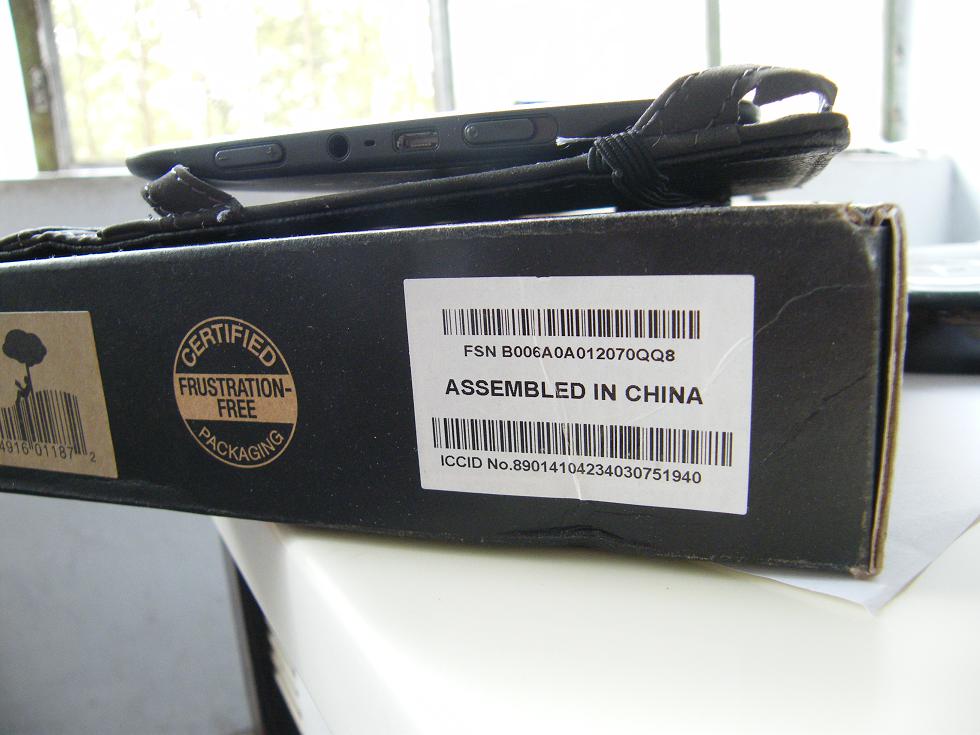 4916 01187 2
CERTIFIED
FRUSTRATION-
FREE
PACKAGING
FSN B006A0A012070QQ8
ASSEMBLED IN CHINA
ICCID No.89014104234030751940